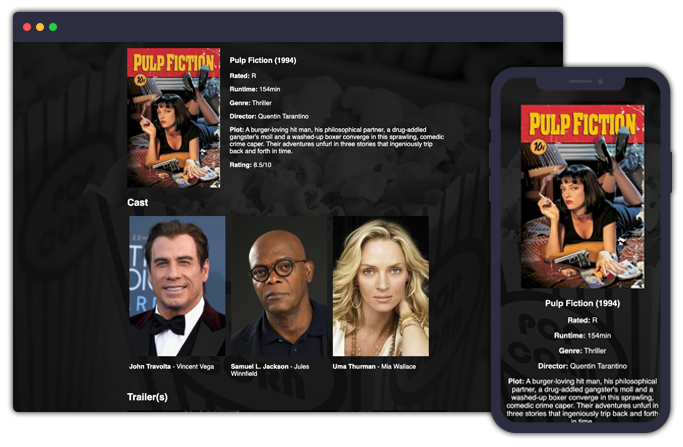 PULP FICTION
10¢
Pulp Fiction (1994)
Rated: R
Runtime: 154min
Genre: Thriller
Director: Quentin Tarantino
Plot: A burger-loving hit man, his philosophical partner, a drug-addled
gangster's moll and a washed-up boxer converge in this sprawling, comedic
crime caper. Their adventures unfurl in three stories that ingeniously trip
back and forth in time.
Rating: 8.5/10
Cast
John Travolta - Vincent Vega
Samuel L. Jackson - Jules
Winnfield
Uma Thurman - Mia Wallace
Trailer(s)
PULP FICTION
10¢
Pulp Fiction (1994)
Rated: R
Runtime: 154min
Genre: Thriller
Director: Quentin Tarantino
Plot: A burger-loving hit man, his philosophical
partner, a drug-addled gangster's moll and a
washed-up boxer converge in this sprawling,
comedic crime caper. Their adventures unfurl in
three stories that ingeniously trip back and forth
in time.